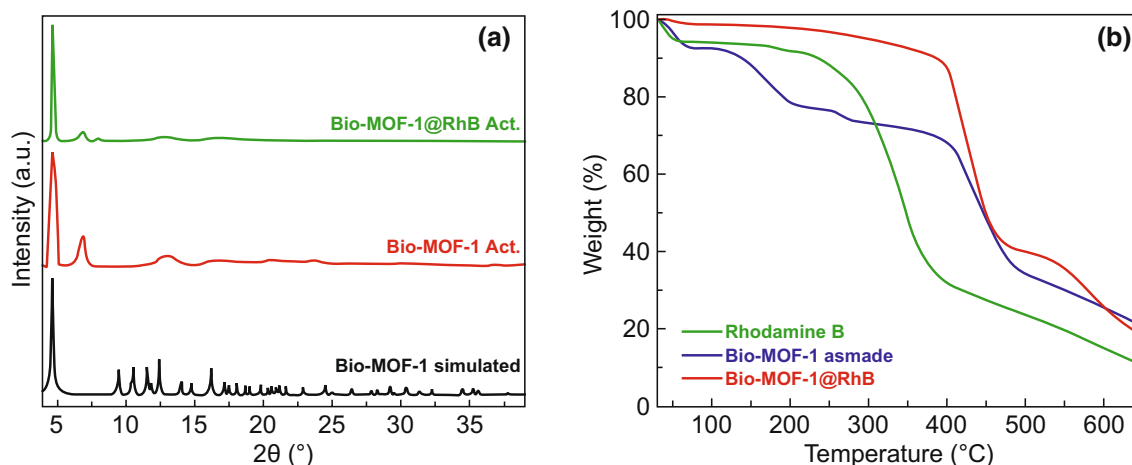 (a)
Bio-MOF-1@RhB Act.
Bio-MOF-1 Act.
Bio-MOF-1 simulated
Intensity (a.u.)
5 10 15 20 25 30 35
2θ (°)
(b)
100
80
60
40
20
0
Weight (%)
Rhodamine B
Bio-MOF-1 asmade
Bio-MOF-1@RhB
100 200 300 400 500 600
Temperature (°C)